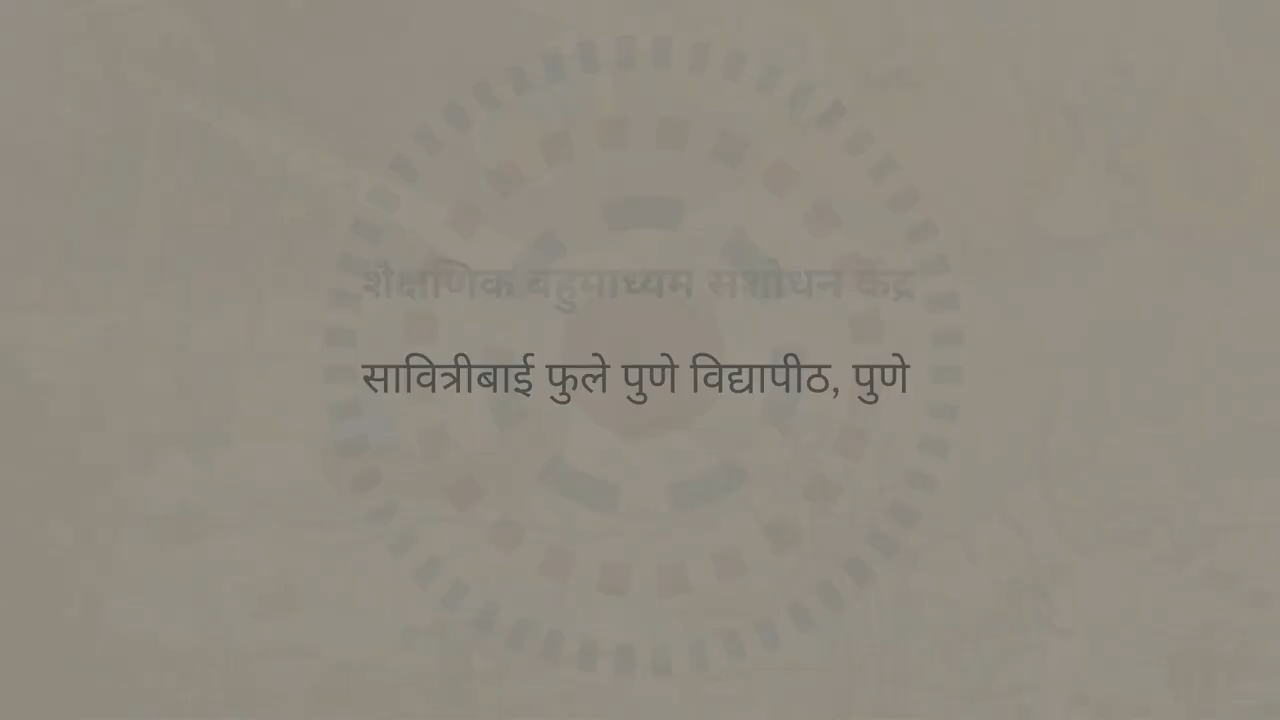 शैक्षणिक बहुमाध्यम संशोधन केंद्र
सावित्रीबाई फुले पुणे विद्यापीठ, पुणे